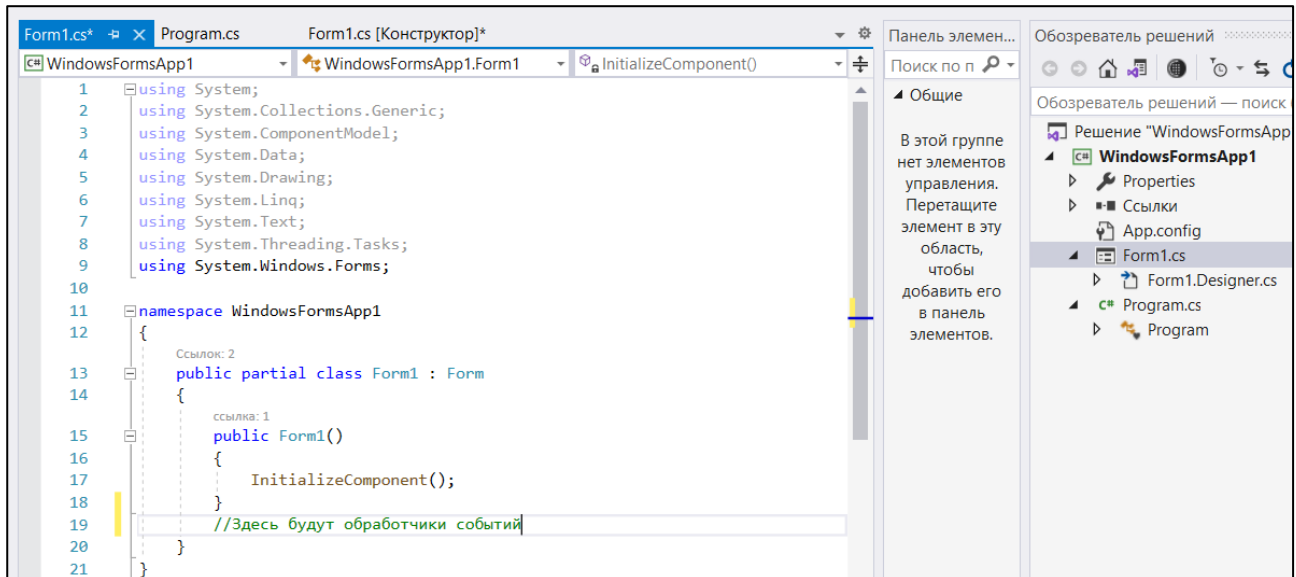 Form1.cs* Program.cs Form1.cs [Конструктор]*
C# WindowsFormsApp1 WindowsFormsApp1.Form1 InitializeComponent()
1 using System;
2 using System.Collections.Generic;
3 using System.ComponentModel;
4 using System.Data;
5 using System.Drawing;
6 using System.Linq;
7 using System.Text;
8 using System.Threading.Tasks;
9 using System.Windows.Forms;
10
11 namespace WindowsFormsApp1
12 {
Ссылок: 2
13 public partial class Form1 : Form
14 {
ссылка: 1
15 public Form1()
16 {
17 InitializeComponent();
18 }
19 //Здесь будут обработчики событий
20 }
21 }
Панель элемен...
Поиск по п
Общие
В этой группе
нет элементов
управления.
Перетащите
элемент в эту
область,
чтобы
добавить его
в панель
элементов.
Обозреватель решений
Обозреватель решений — поиск
Решение "WindowsFormsApp
C# WindowsFormsApp1
Properties
Ссылки
App.config
Form1.cs
Form1.Designer.cs
C# Program.cs
Program